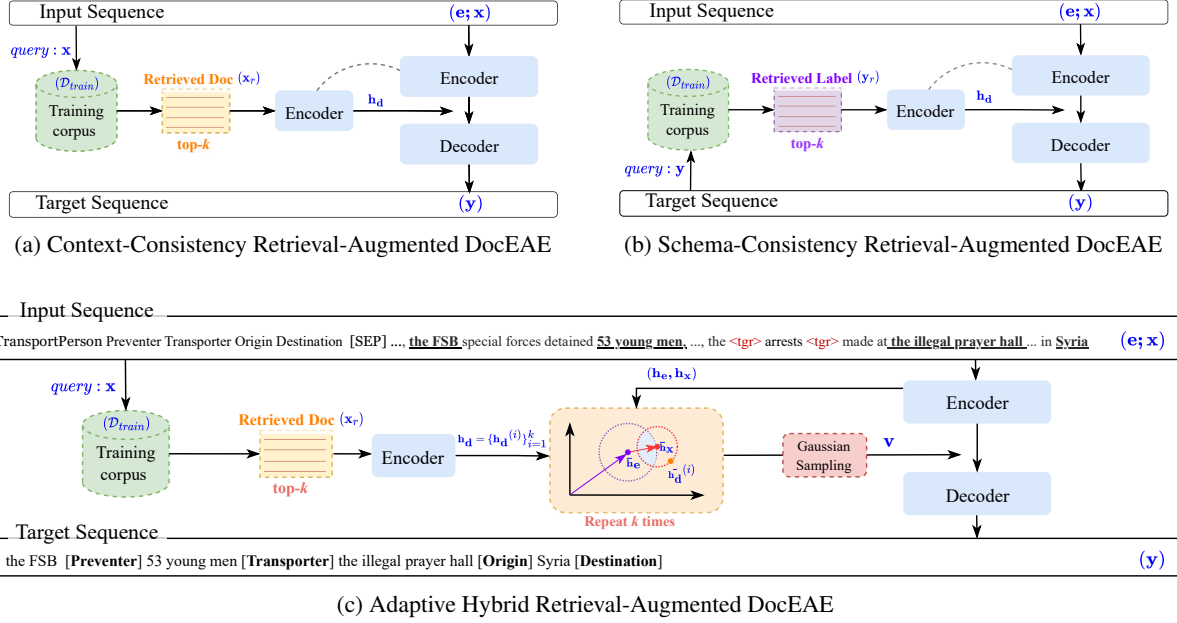 Input Sequence (e; x)
query : x
(D_train)
Training
corpus
Retrieved Doc (x_r)
top-k
Encoder
h_d
Encoder
Decoder
Target Sequence (y)
(a) Context-Consistency Retrieval-Augmented DocEAE
Input Sequence (e; x)
(D_train)
Training
corpus
query : y
Retrieved Label (y_r)
top-k
Encoder
h_d
Encoder
Decoder
Target Sequence (y)
(b) Schema-Consistency Retrieval-Augmented DocEAE
Input Sequence
TransportPerson Preventer Transporter Origin Destination [SEP] ..., the FSB special forces detained 53 young men, ..., the <tgr> arrests <tgr> made at the illegal prayer hall ... in Syria (e; x)
query : x
(D_train)
Training
corpus
Retrieved Doc (x_r)
top-k
Encoder
h_d = {h_d^(i)}_{i=1}^k
(h_e, h_x)
h̄_e
h̄_x
h̄_d^(i)
Repeat k times
Gaussian
Sampling
v
Encoder
Decoder
Target Sequence
the FSB [Preventer] 53 young men [Transporter] the illegal prayer hall [Origin] Syria [Destination] (y)
(c) Adaptive Hybrid Retrieval-Augmented DocEAE